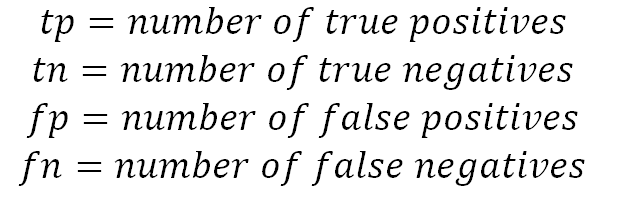 tp = number of true positives
tn = number of true negatives
fp = number of false positives
fn = number of false negatives